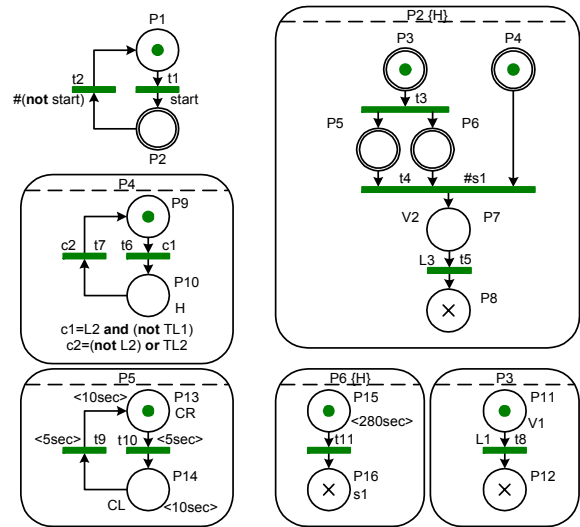 P1
t2
t1
#(not start)
start
P2
P2 {H}
P3
P4
t3
P5
P6
t4
#s1
V2
P7
L3
t5
P8
P4
P9
c2
t7
t6
c1
P10
H
c1=L2 and (not TL1)
c2=(not L2) or TL2
P5
<10sec>
P13
CR
<5sec>
t9
t10
<5sec>
P14
CL
<10sec>
P6 {H}
P15
<280sec>
t11
P16
s1
P3
P11
V1
L1
t8
P12